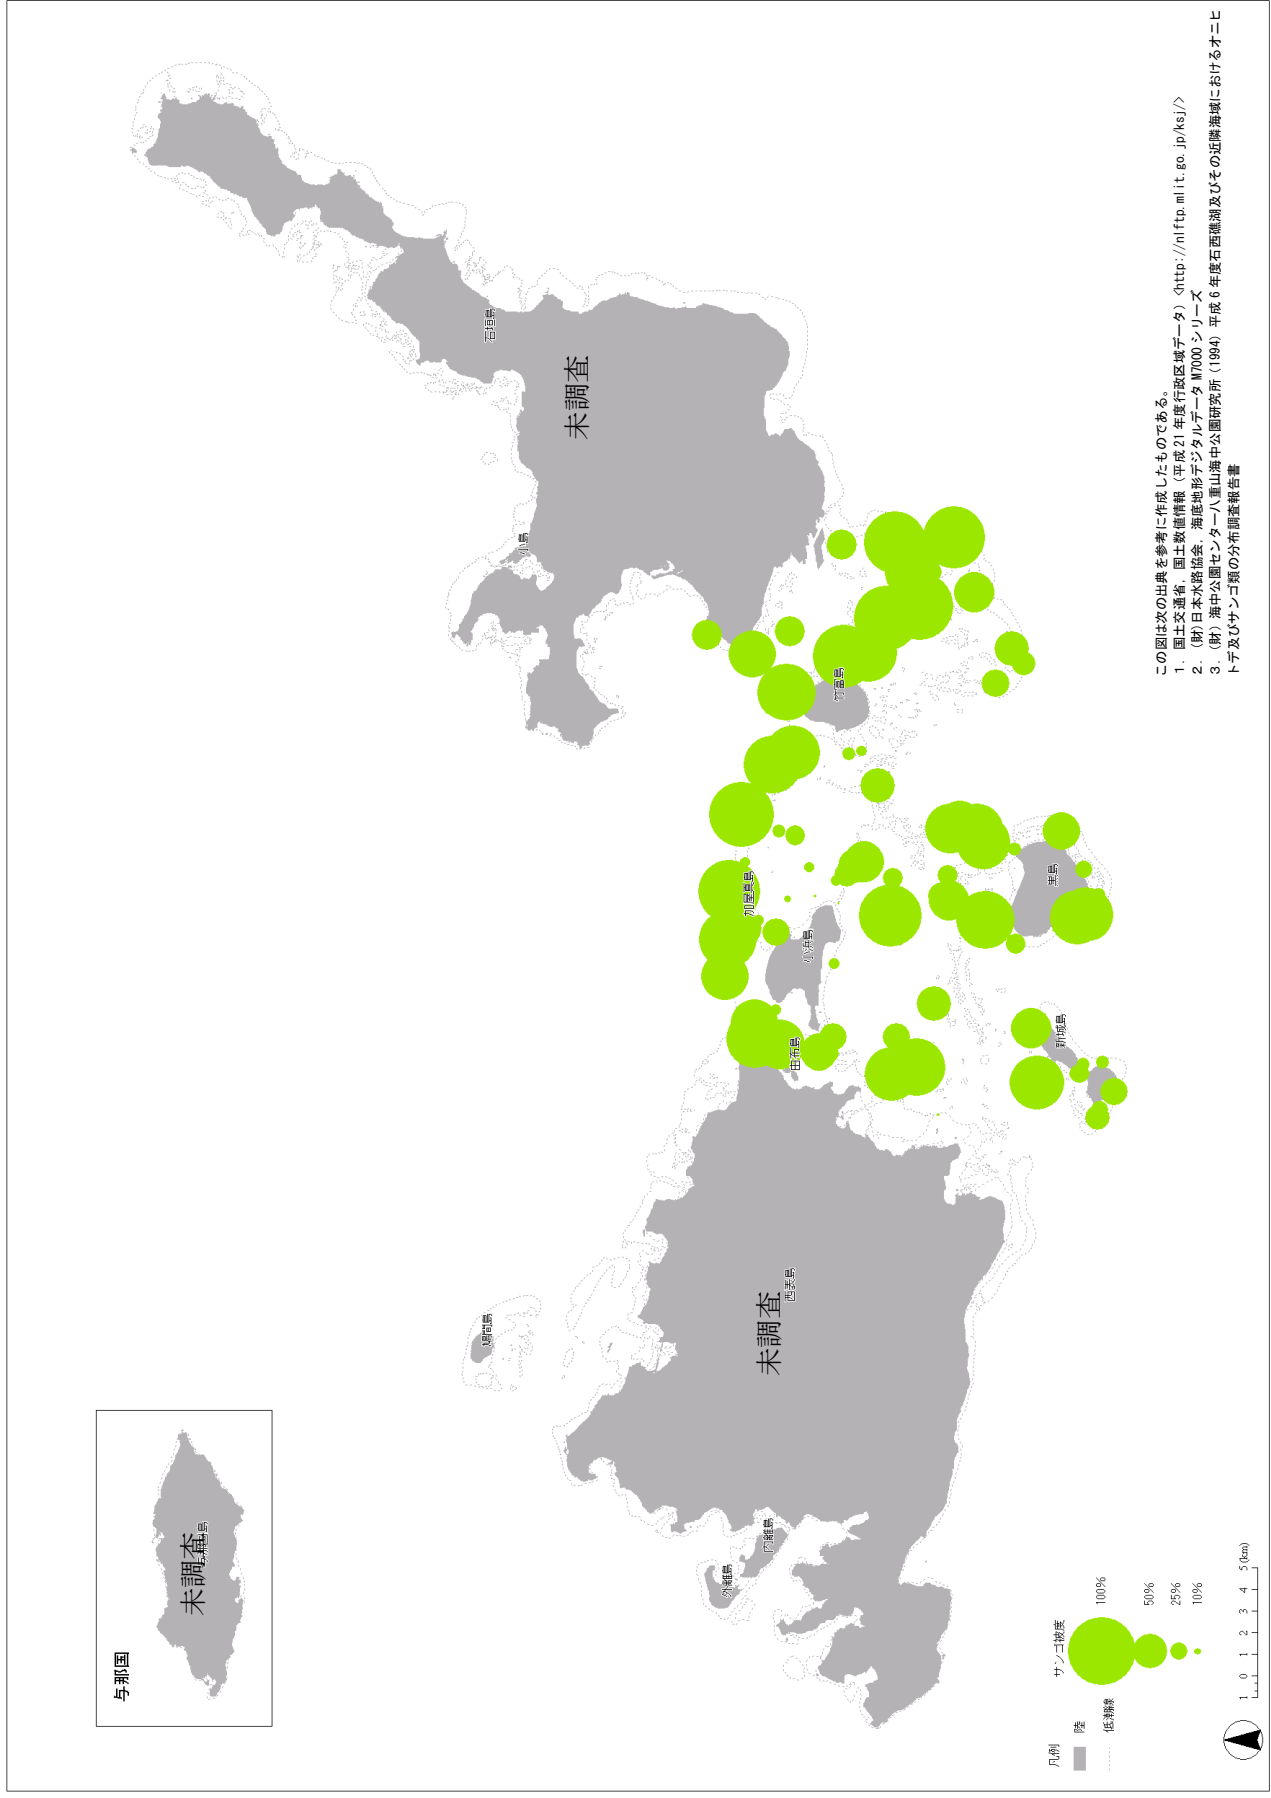 与那国
未調査
石垣島
未調査
小島
竹富島
加屋真島
小浜島
黒島
由布島
新城島
鳩間島
西表島
未調査
外離島
内離島
この図は次の出典を参考に作成したものである。
1. 国土交通省, 国土数値情報(平成21年度行政区域データ)<http://nlftp.mlit.go.jp/ksj/>
2. (財)日本水路協会, 海底地形デジタルデータ M7000シリーズ
3. (財)海中公園センター八重山海中公園研究所 (1994) 平成6年度石西礁湖及びその近隣海域におけるオニヒ
トデ及びサンゴ類の分布調査報告書
凡例
陸
低潮線
サンゴ被度
100%
50%
25%
10%
1 0 1 2 3 4 5(km)